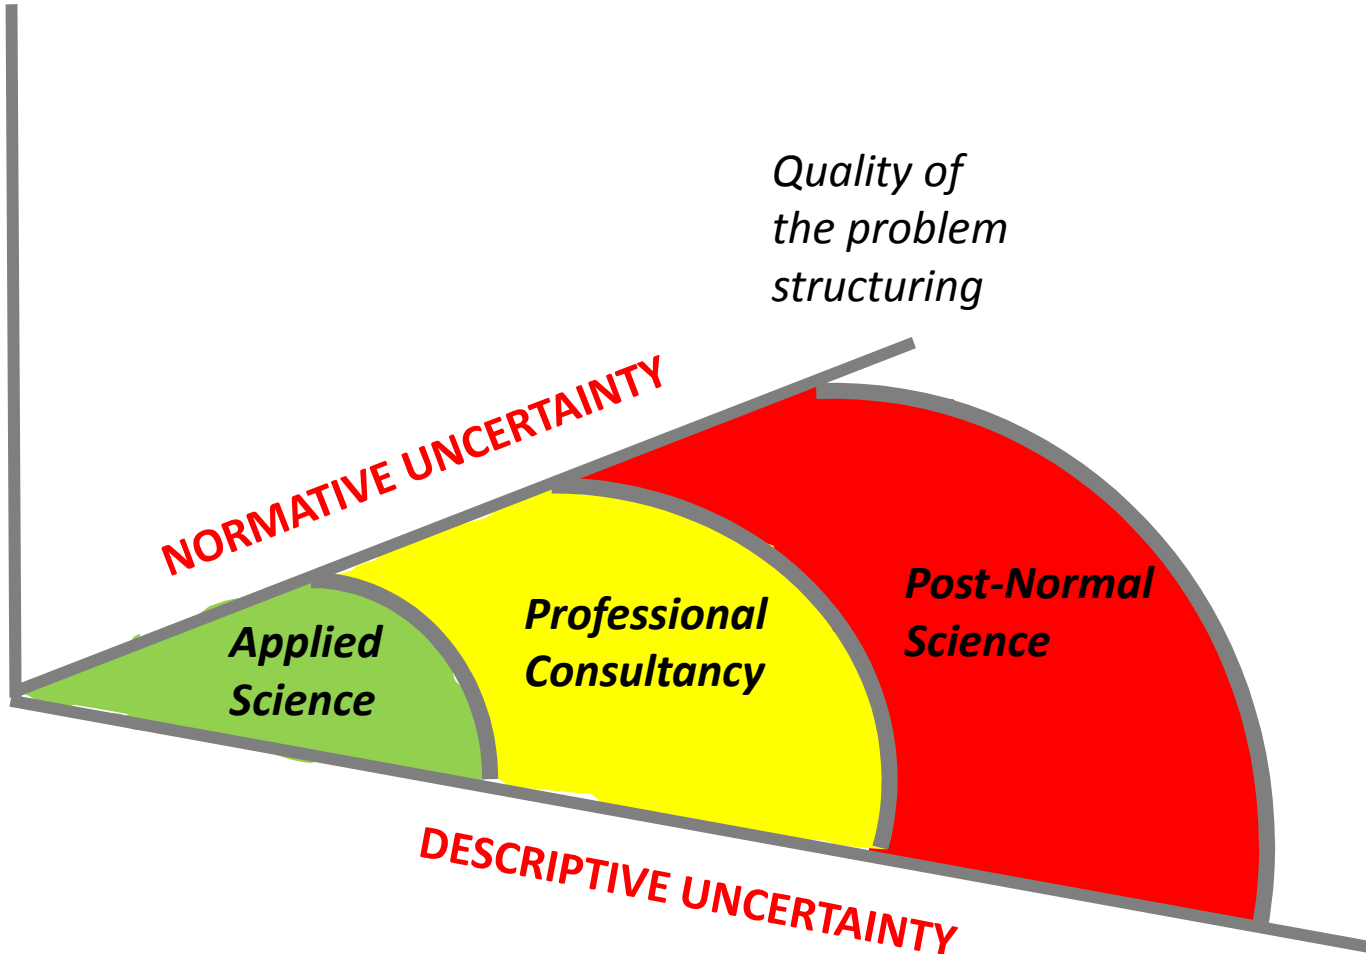 Quality of
the problem
structuring
NORMATIVE UNCERTAINTY
Applied
Science
Professional
Consultancy
Post-Normal
Science
DESCRIPTIVE UNCERTAINTY